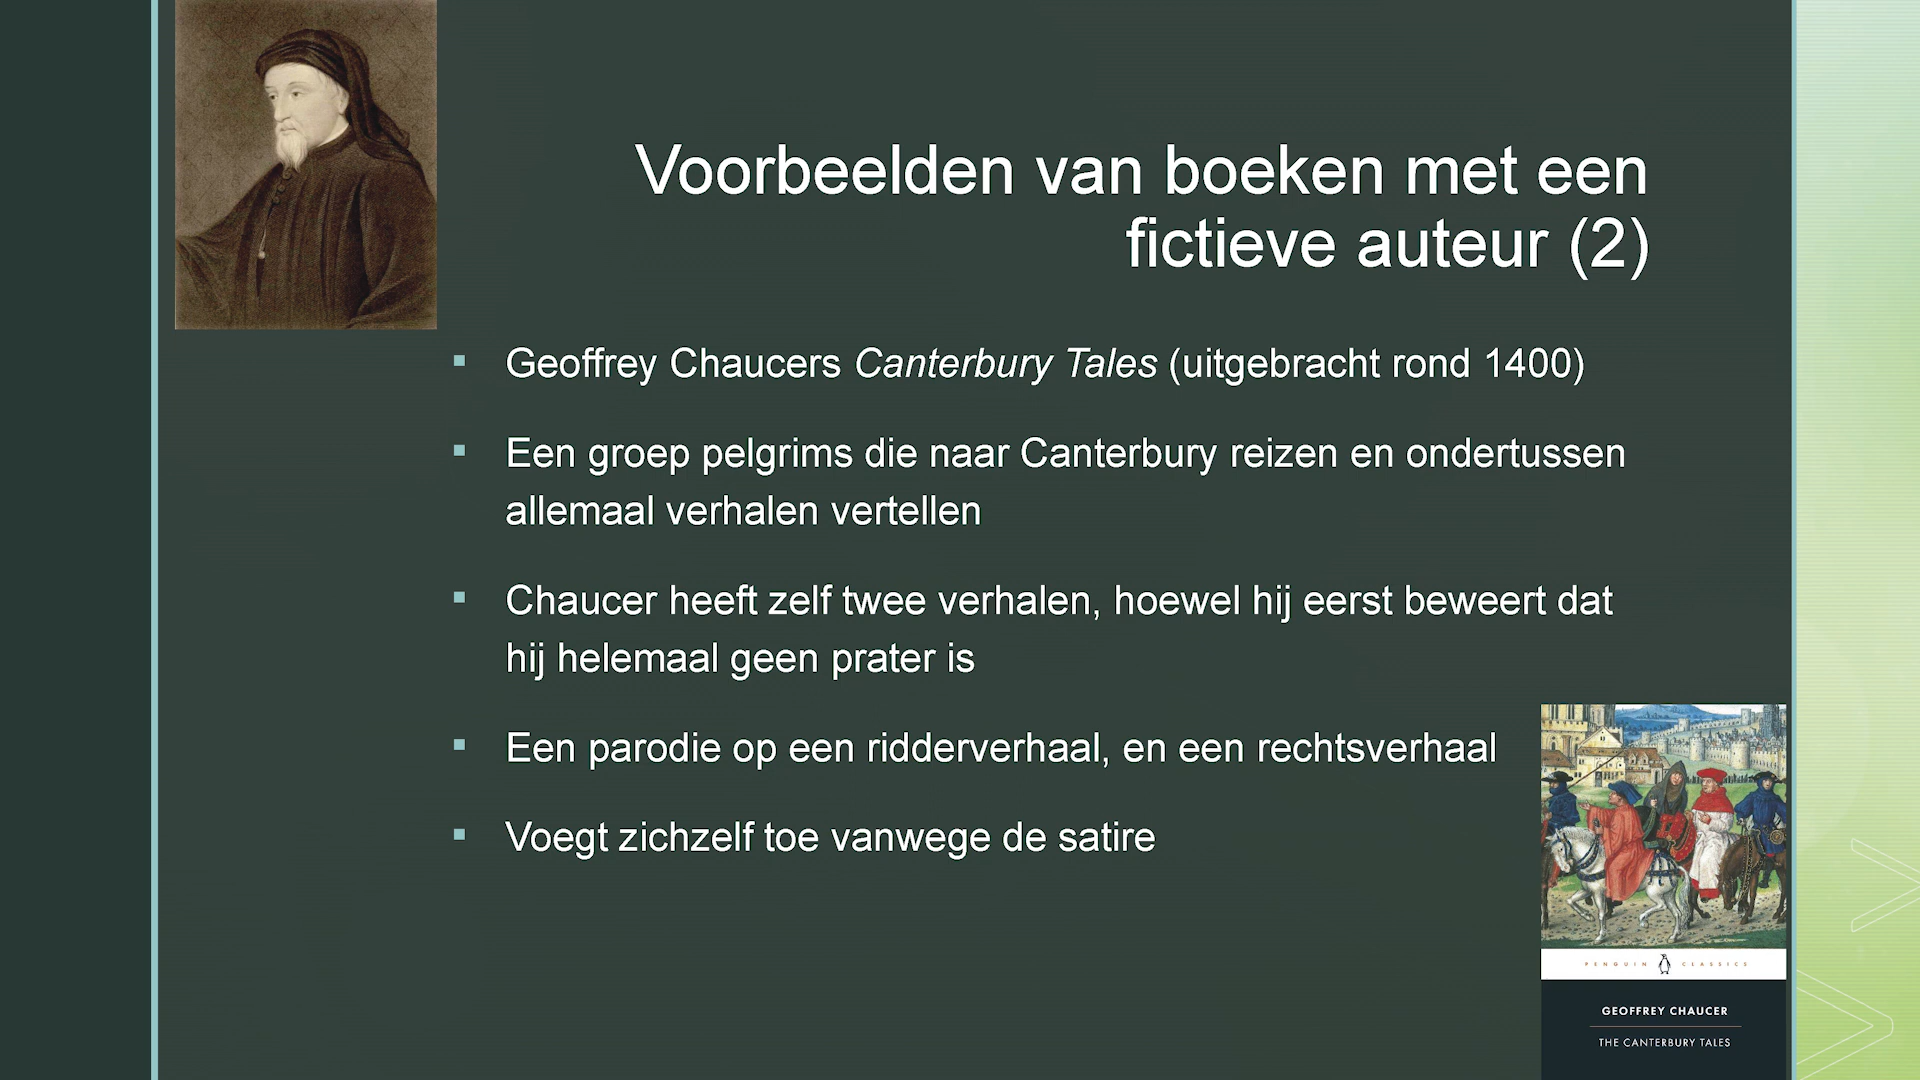 Voorbeelden van boeken met een
fictieve auteur (2)
▪ Geoffrey Chaucers Canterbury Tales (uitgebracht rond 1400)
▪ Een groep pelgrims die naar Canterbury reizen en ondertussen
allemaal verhalen vertellen
▪ Chaucer heeft zelf twee verhalen, hoewel hij eerst beweert dat
hij helemaal geen prater is
▪ Een parodie op een ridderverhaal, en een rechtsverhaal
▪ Voegt zichzelf toe vanwege de satire
PENGUIN CLASSICS
GEOFFREY CHAUCER
THE CANTERBURY TALES